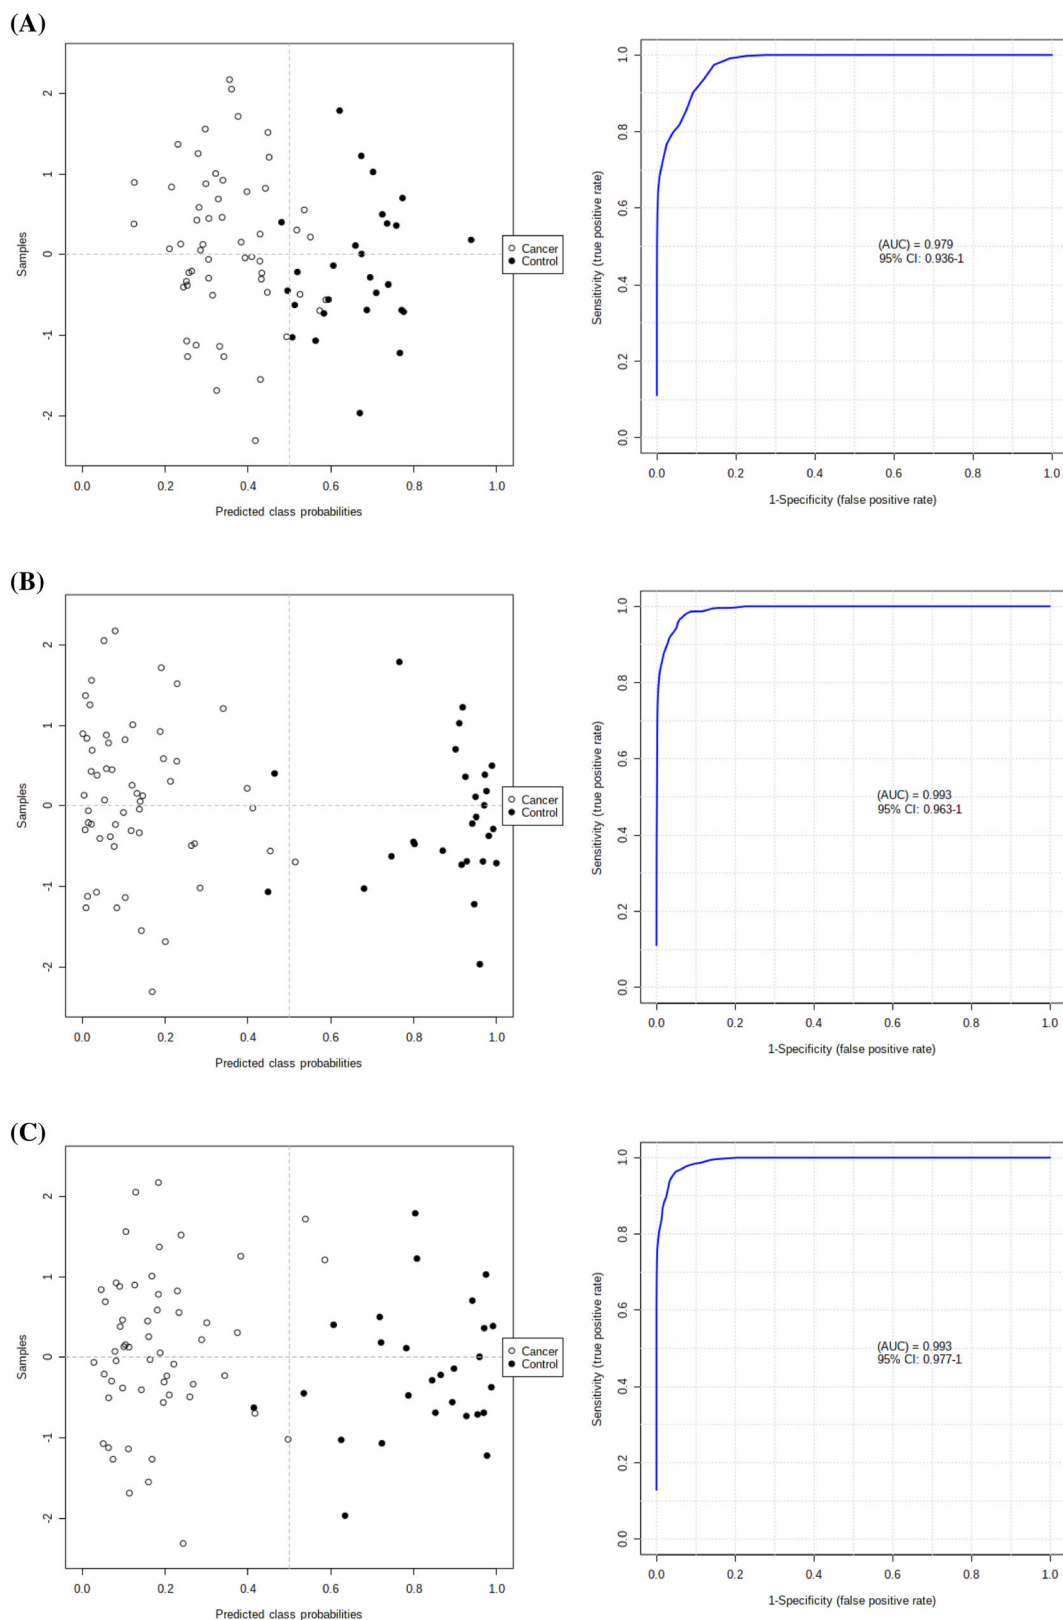 (A)
2
1
0
-1
-2
Samples
0.0 0.2 0.4 0.6 0.8 1.0
Predicted class probabilities
Cancer
Control
1.0
0.8
0.6
0.4
0.2
0.0
Sensitivity (true positive rate)
(AUC) = 0.979
95% CI: 0.936-1
0.0 0.2 0.4 0.6 0.8 1.0
1-Specificity (false positive rate)
(B)
2
1
0
-1
-2
Samples
0.0 0.2 0.4 0.6 0.8 1.0
Predicted class probabilities
Cancer
Control
1.0
0.8
0.6
0.4
0.2
0.0
Sensitivity (true positive rate)
(AUC) = 0.993
95% CI: 0.963-1
0.0 0.2 0.4 0.6 0.8 1.0
1-Specificity (false positive rate)
(C)
2
1
0
-1
-2
Samples
0.0 0.2 0.4 0.6 0.8 1.0
Predicted class probabilities
Cancer
Control
1.0
0.8
0.6
0.4
0.2
0.0
Sensitivity (true positive rate)
(AUC) = 0.993
95% CI: 0.977-1
0.0 0.2 0.4 0.6 0.8 1.0
1-Specificity (false positive rate)